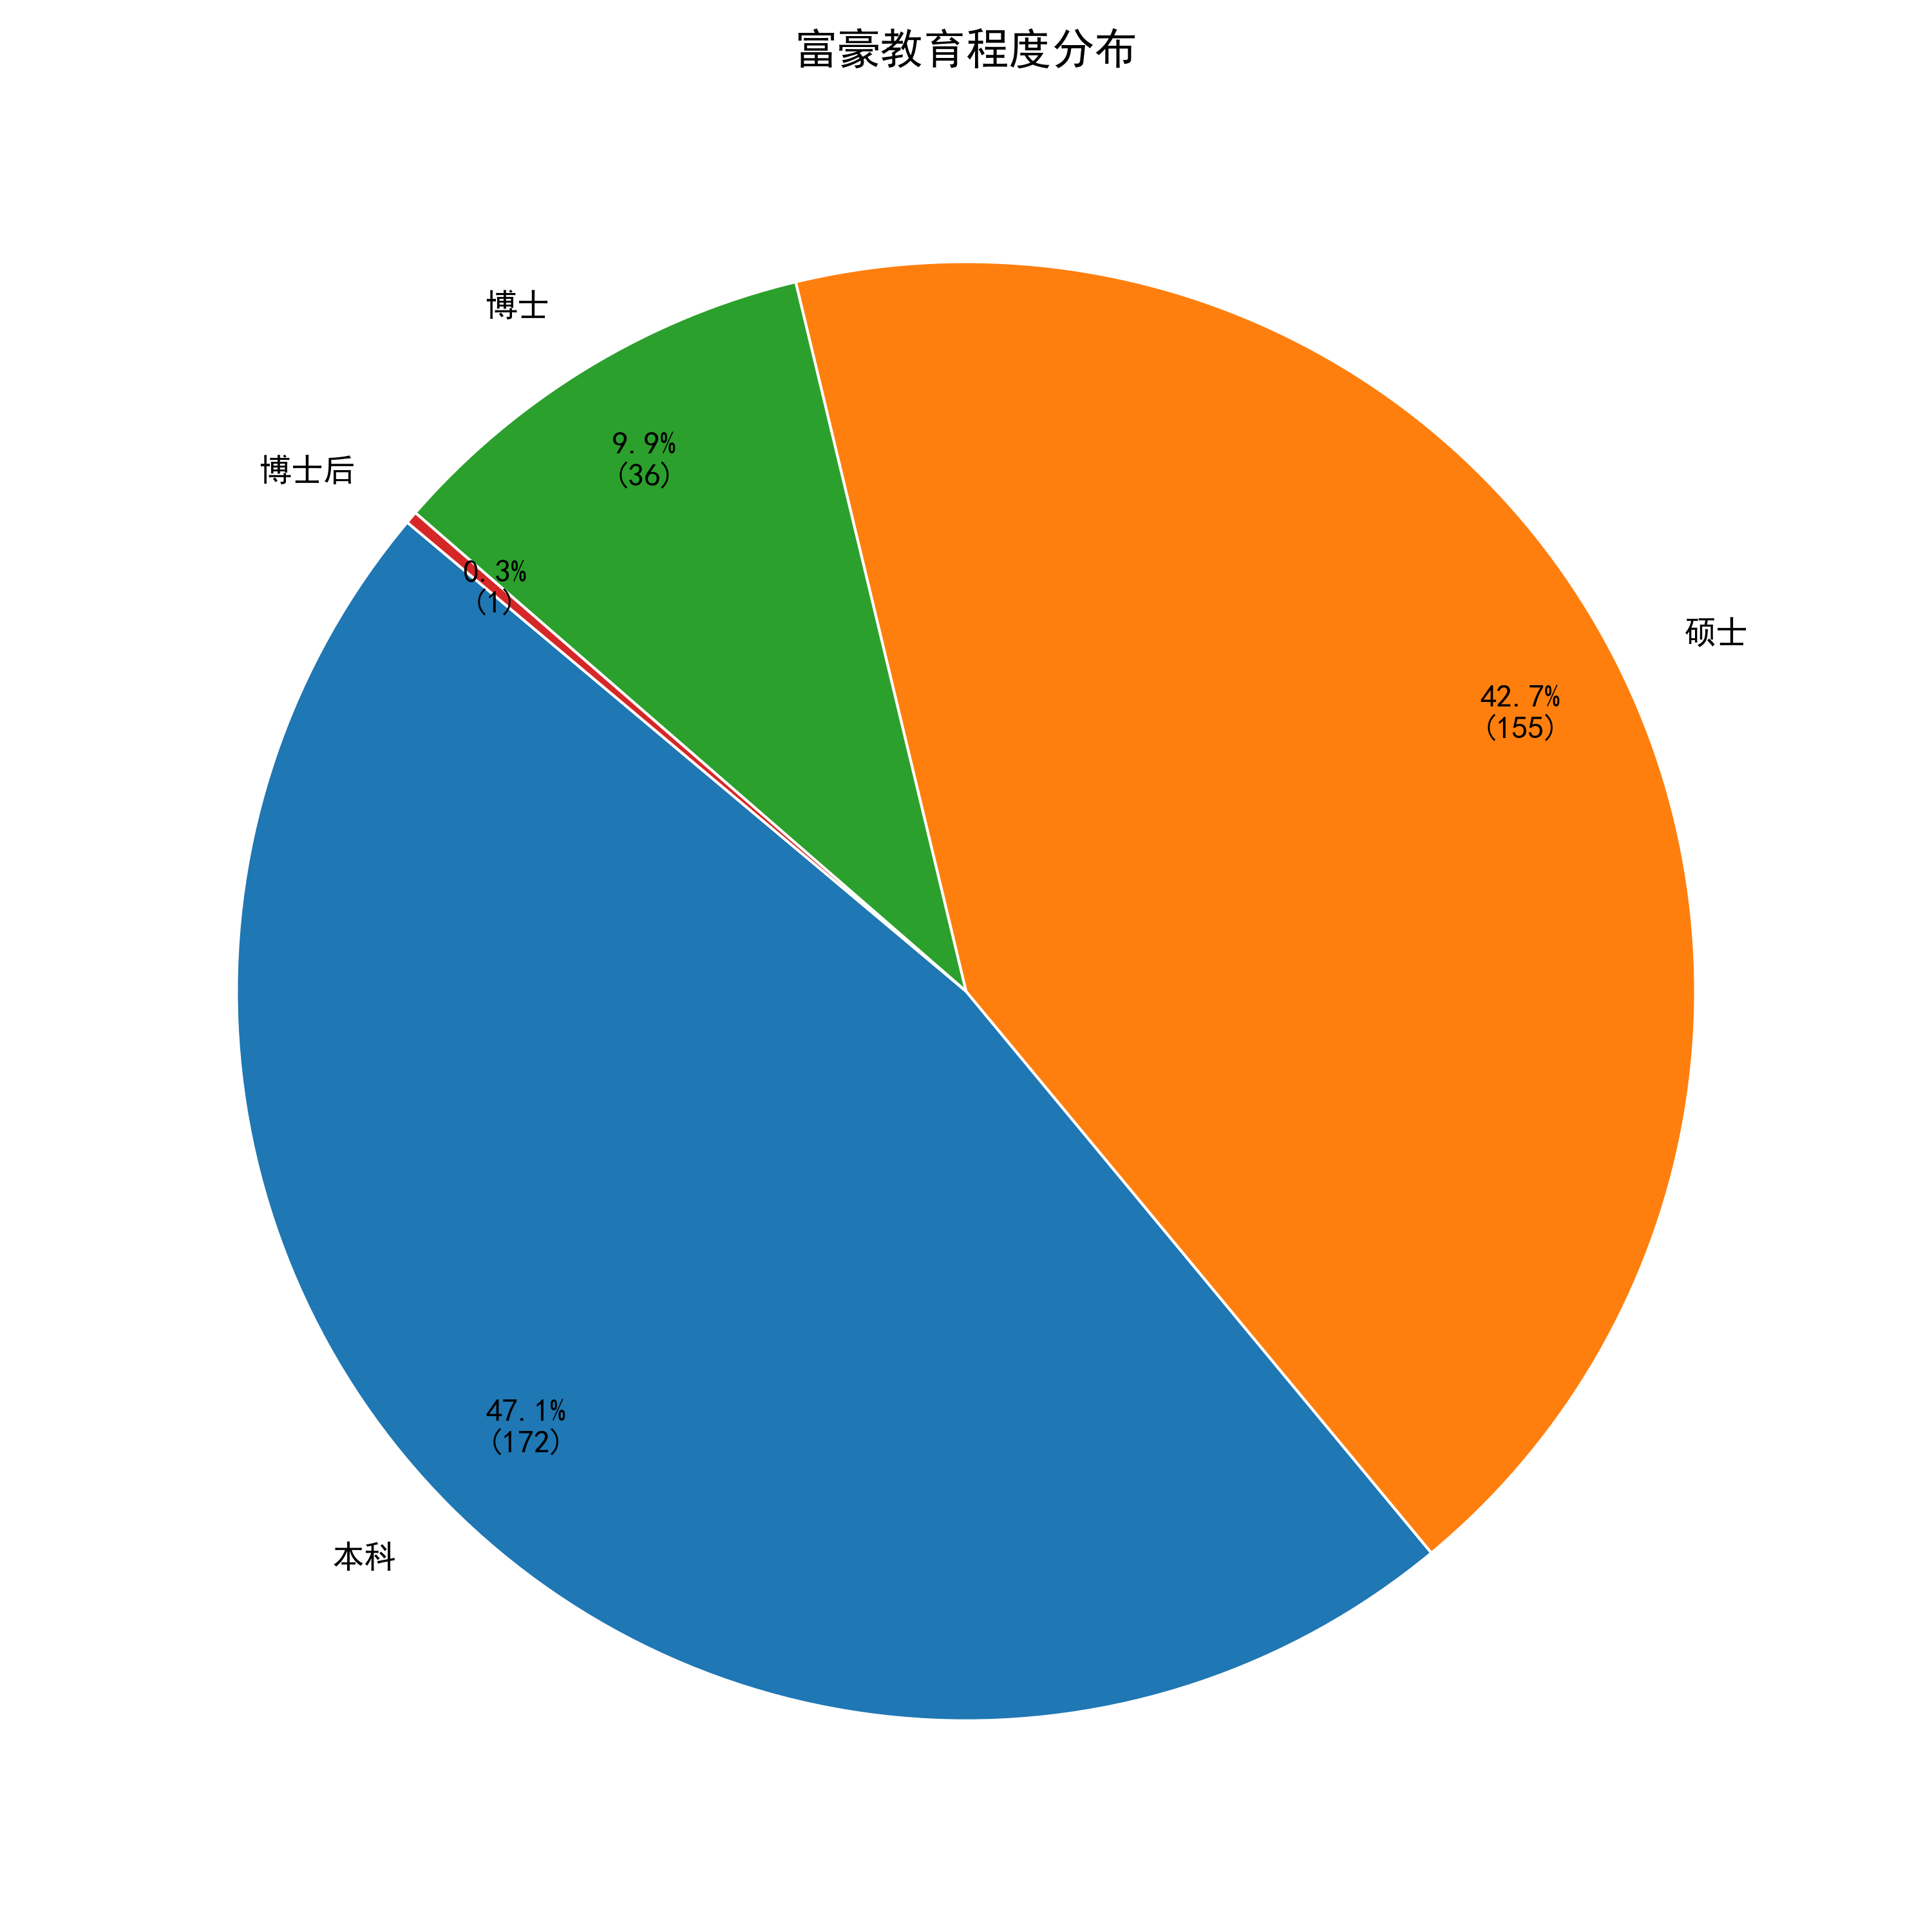 富豪教育程度分布
博士
9.9%
(36)
博士后
0.3%
(1)
硕士
42.7%
(155)
47.1%
(172)
本科